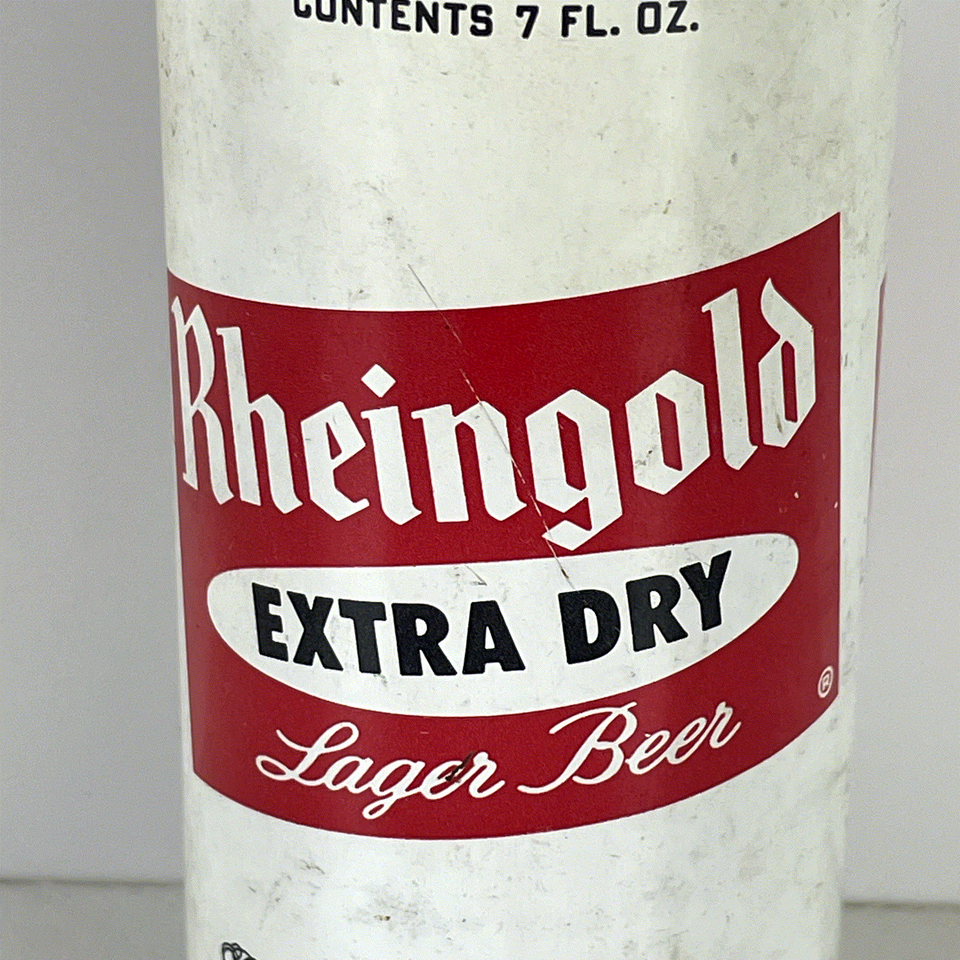 CONTENTS 7 FL. OZ.
Rheingold
EXTRA DRY
®
Lager Beer